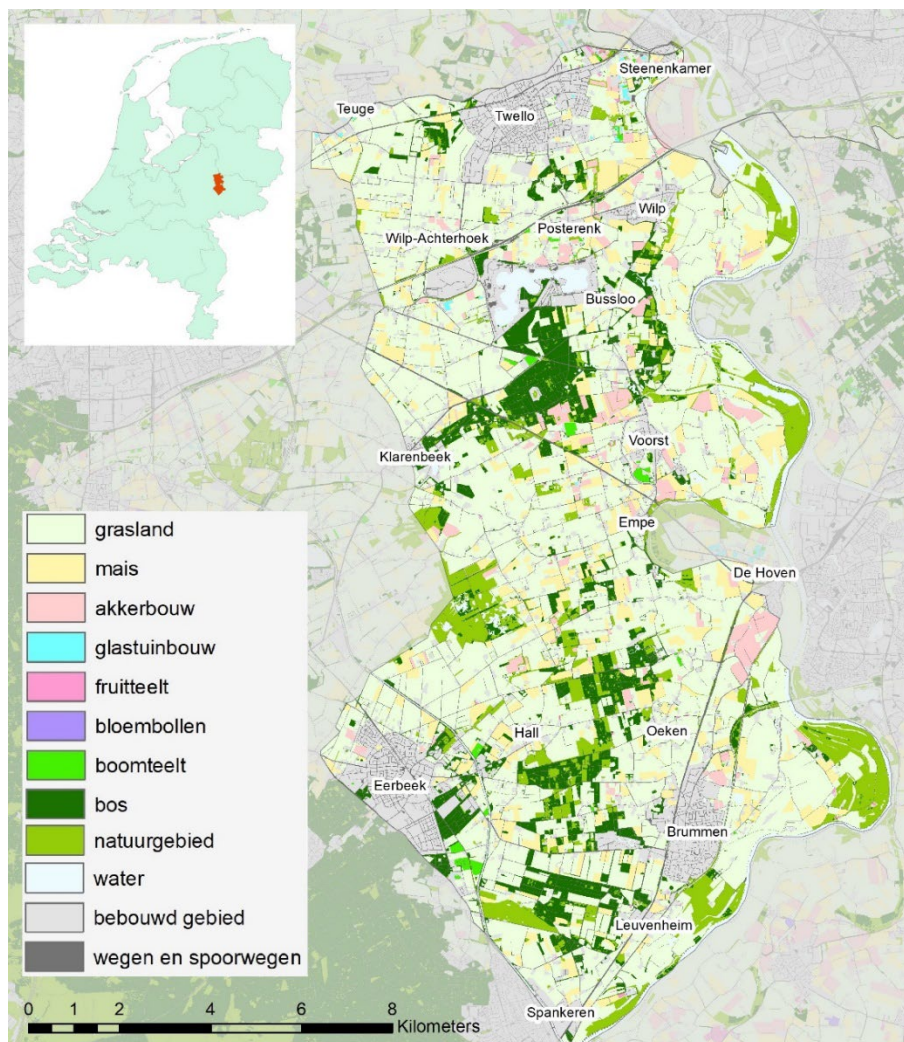 Steenenkamer
Teuge
Twello
Wilp
Posterenk
Wilp-Achterhoek
Bussloo
Voorst
Klarenbeek
Empe
De Hoven
Hall
Oeken
Eerbeek
Brummen
Leuvenheim
Spankeren
grasland
mais
akkerbouw
glastuinbouw
fruitteelt
bloembollen
boomteelt
bos
natuurgebied
water
bebouwd gebied
wegen en spoorwegen
0 1 2 4 6 8
Kilometers